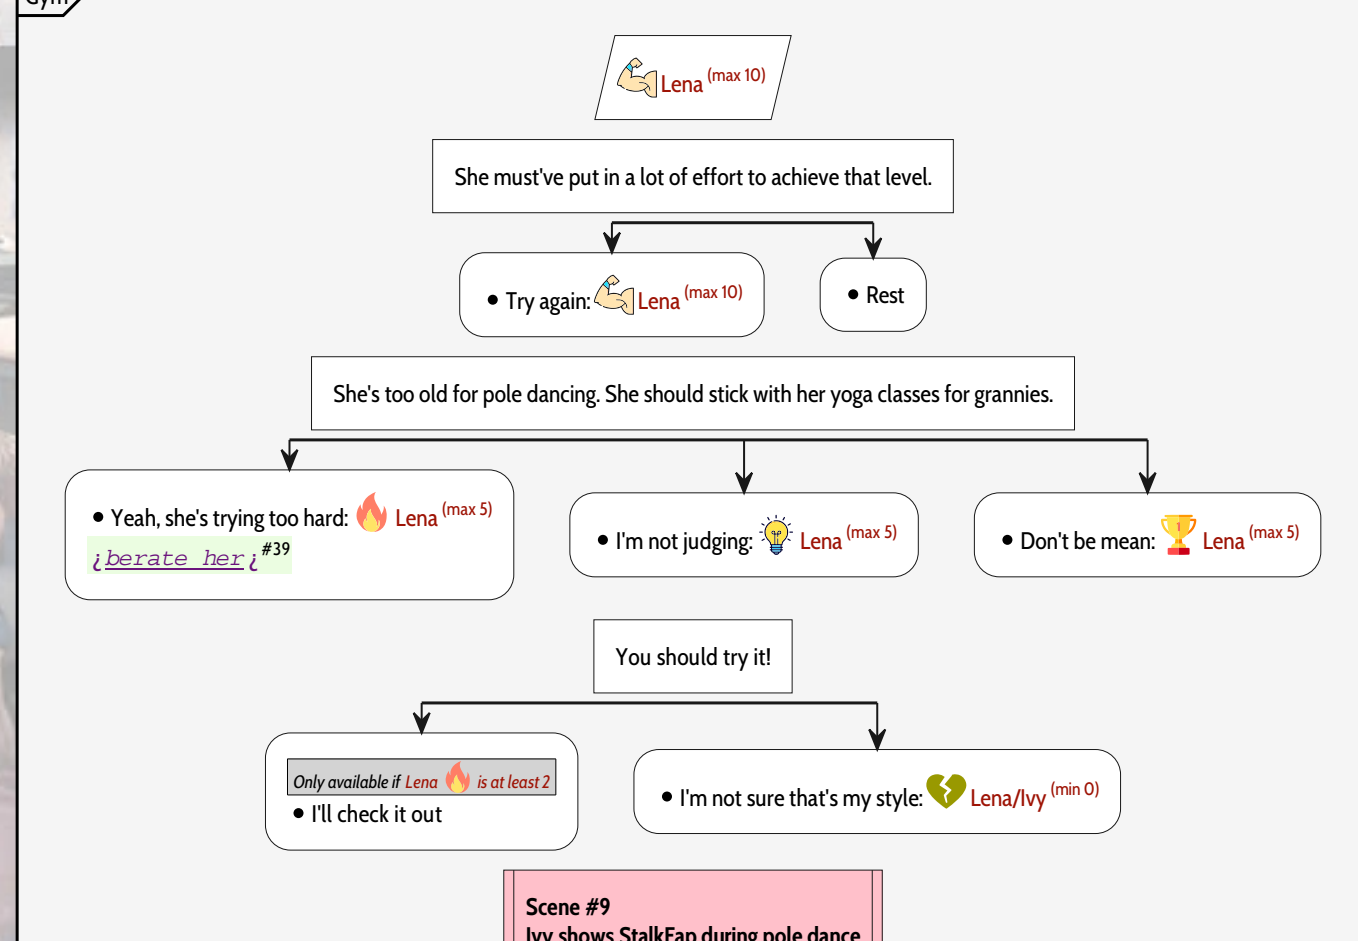 Gym
Lena (max 10)
She must've put in a lot of effort to achieve that level.
• Try again: Lena (max 10)
• Rest
She's too old for pole dancing. She should stick with her yoga classes for grannies.
• Yeah, she's trying too hard: Lena (max 5)
¿berate her¿#39
• I'm not judging: Lena (max 5)
• Don't be mean: 1 Lena (max 5)
You should try it!
Only available if Lena is at least 2
• I'll check it out
• I'm not sure that's my style: Lena/Ivy (min 0)
Scene #9
Ivy shows StalkFap during pole dance